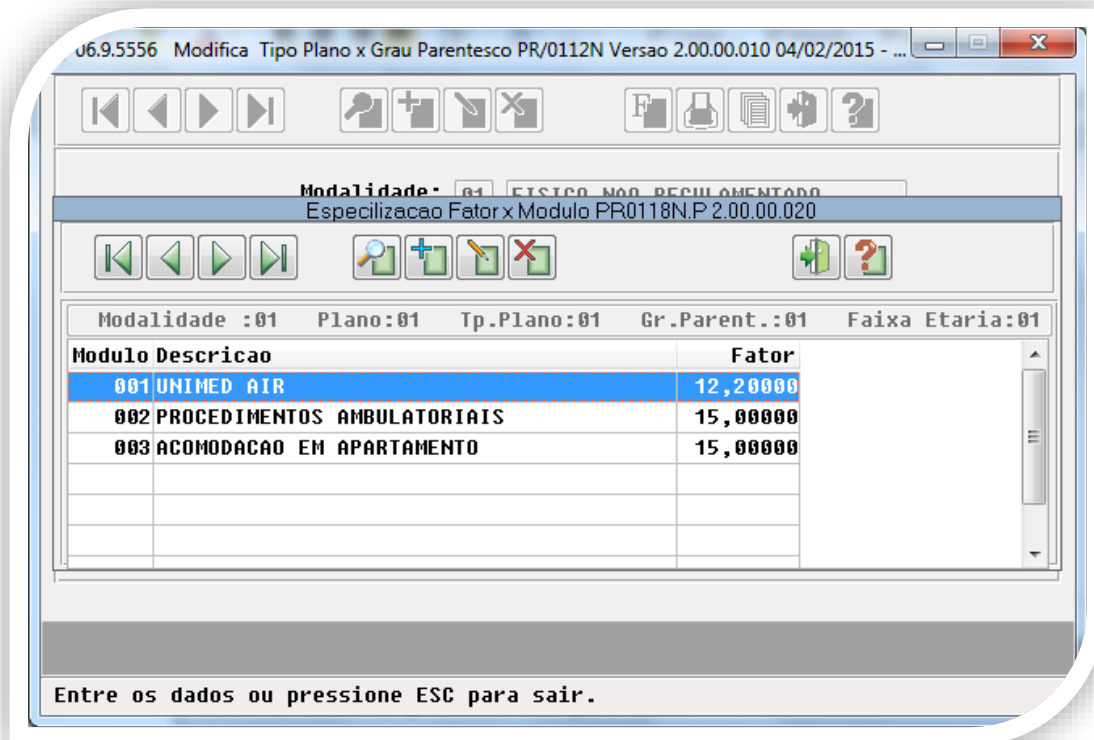 06.9.5556 Modifica Tipo Plano x Grau Parentesco PR/0112N Versao 2.00.00.010 04/02/2015 - ...
Modalidade: 01 FISICO NAO REGULAMENTADO
Especilizacao Fator x Modulo PR0118N.P 2.00.00.020
Modalidade :01 Plano:01 Tp.Plano:01 Gr.Parent.:01 Faixa Etaria:01
Modulo Descricao Fator
001 UNIMED AIR 12,20000
002 PROCEDIMENTOS AMBULATORIAIS 15,00000
003 ACOMODACAO EM APARTAMENTO 15,00000
Entre os dados ou pressione ESC para sair.